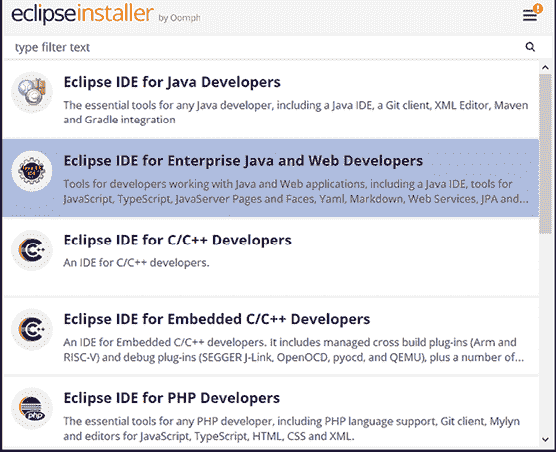 eclipseinstaller by Oomph
type filter text
Eclipse IDE for Java Developers
The essential tools for any Java developer, including a Java IDE, a Git client, XML Editor, Maven
and Gradle integration
Eclipse IDE for Enterprise Java and Web Developers
Tools for developers working with Java and Web applications, including a Java IDE, tools for
JavaScript, TypeScript, JavaServer Pages and Faces, Yaml, Markdown, Web Services, JPA and...
Eclipse IDE for C/C++ Developers
An IDE for C/C++ developers.
Eclipse IDE for Embedded C/C++ Developers
An IDE for Embedded C/C++ developers. It includes managed cross build plug-ins (Arm and
RISC-V) and debug plug-ins (SEGGER J-Link, OpenOCD, pyocd, and QEMU), plus a number of...
Eclipse IDE for PHP Developers
The essential tools for any PHP developer, including PHP language support, Git client, Mylyn
and editors for JavaScript, TypeScript, HTML, CSS and XML.